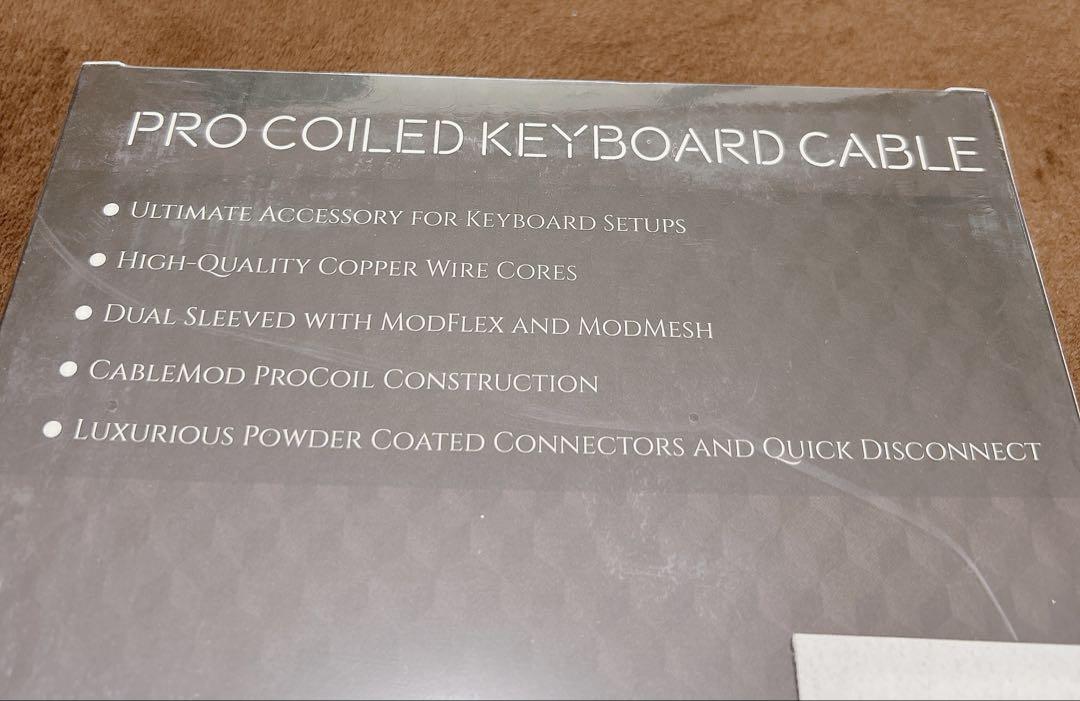 PRO COILED KEYBOARD CABLE
● ULTIMATE ACCESSORY FOR KEYBOARD SETUPS
● HIGH-QUALITY COPPER WIRE CORES
● DUAL SLEEVED WITH MODFLEX AND MODMESH
● CABLEMOD PROCOIL CONSTRUCTION
● LUXURIOUS POWDER COATED CONNECTORS AND QUICK DISCONNECT